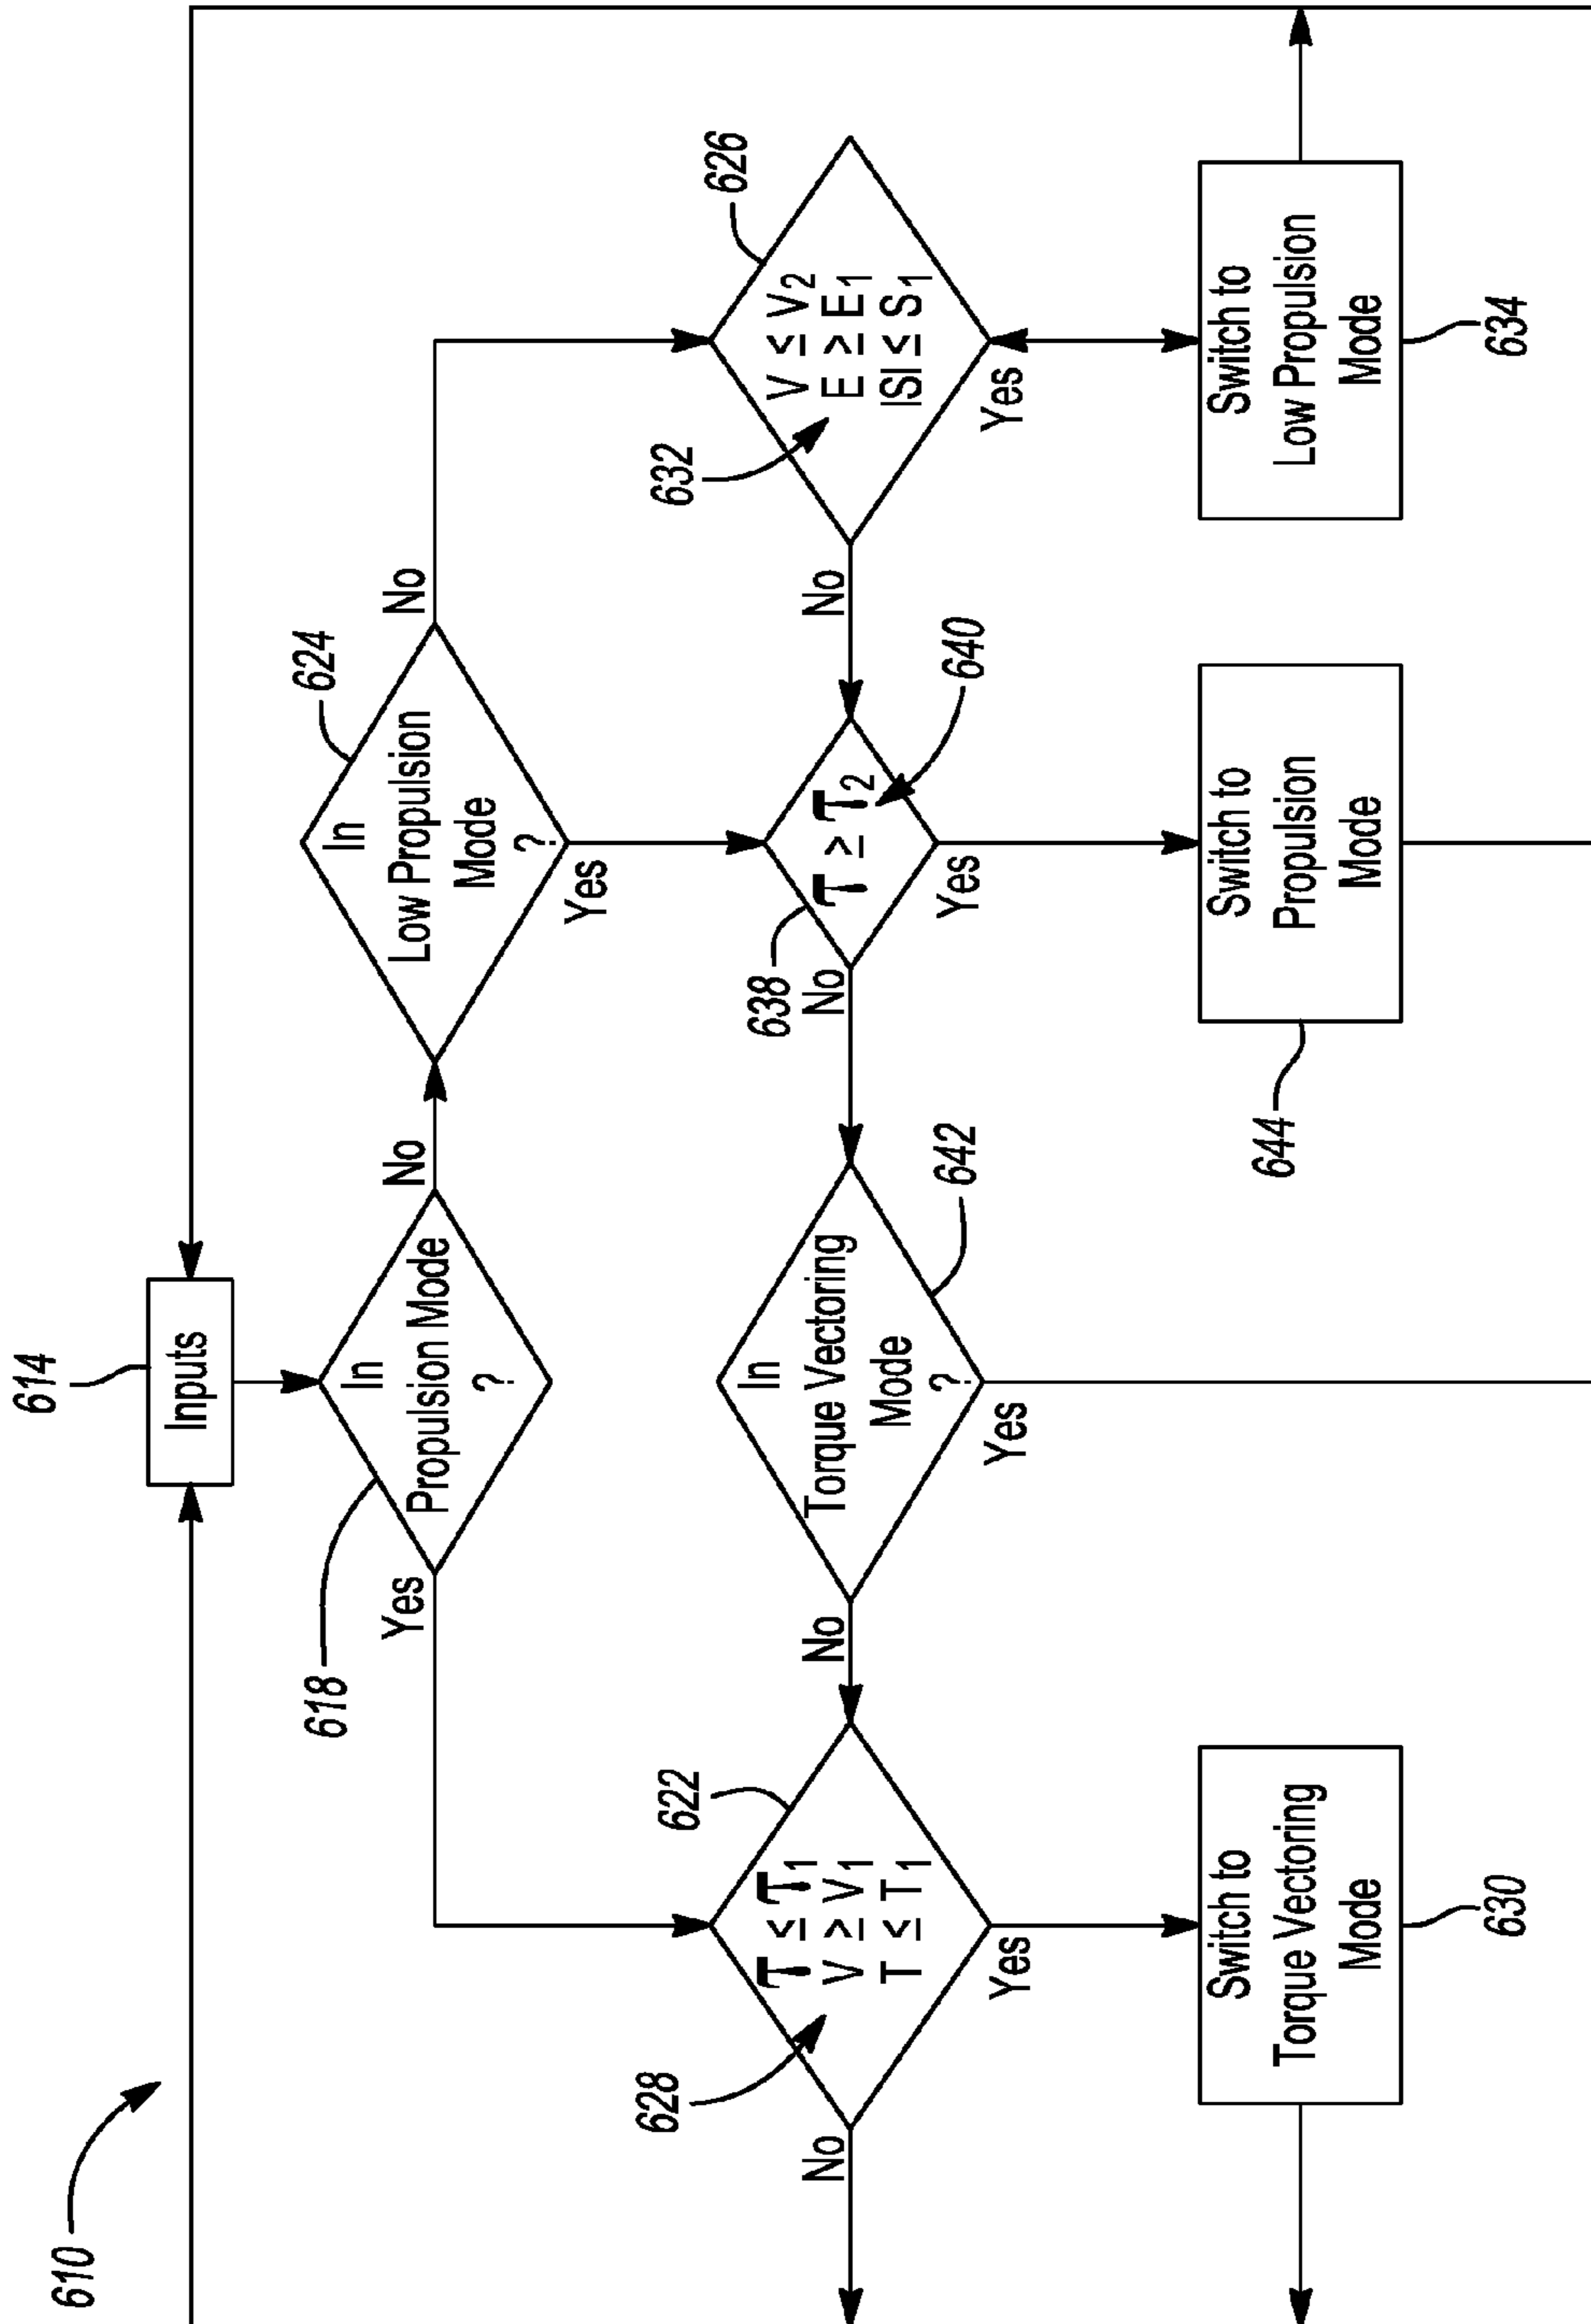 610
614
Inputs
618
In
Propulsion Mode
?
Yes
No
624
In
Low Propulsion
Mode
?
Yes
No
628
622
τ ≤ τ₁
V ≥ V₁
T ≤ T₁
No
Yes
642
In
Torque Vectoring
Mode
?
No
Yes
638
640
τ ≥ τ₂
No
Yes
632
626
V ≤ V₂
E ≥ E₁
|S| ≤ S₁
No
Yes
Switch to
Torque Vectoring
Mode
630
644
Switch to
Propulsion
Mode
Switch to
Low Propulsion
Mode
634